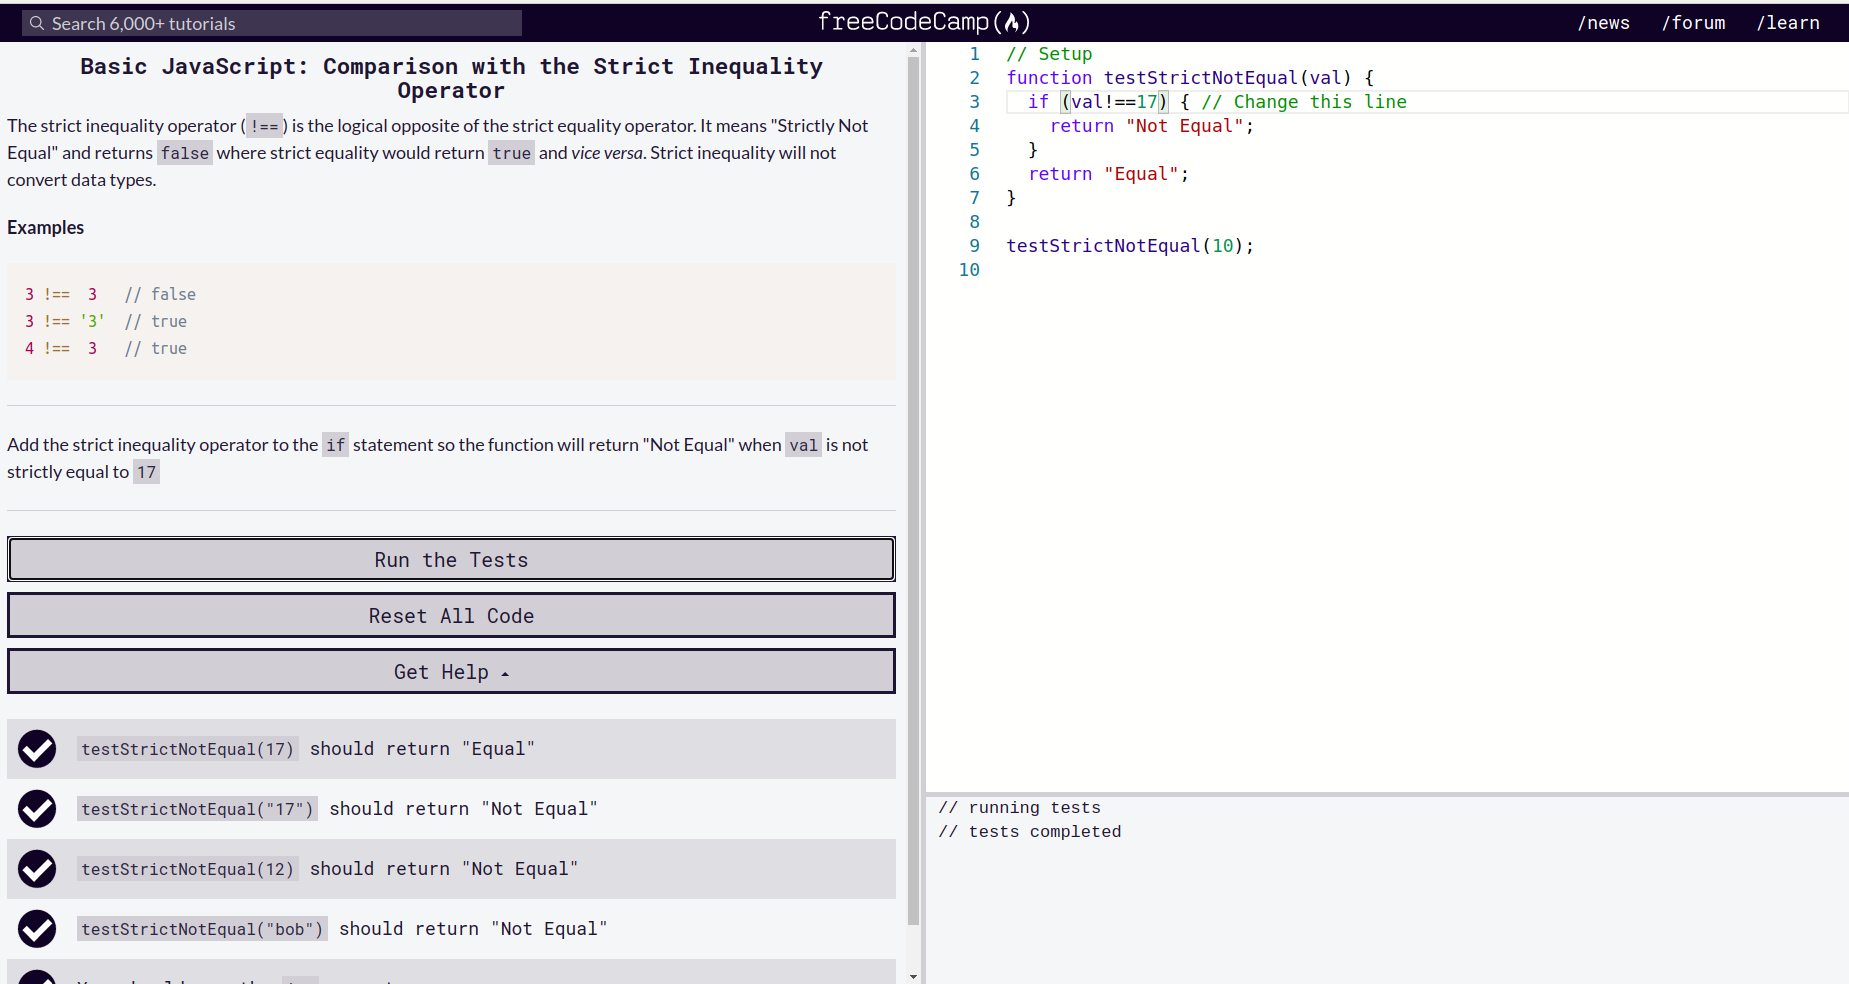 Search 6,000+ tutorials
freeCodeCamp
/news /forum /learn
Basic JavaScript: Comparison with the Strict Inequality
Operator
The strict inequality operator ( !== ) is the logical opposite of the strict equality operator. It means "Strictly Not
Equal" and returns false where strict equality would return true and vice versa. Strict inequality will not
convert data types.
Examples
3 !==  3   // false
3 !== '3'  // true
4 !==  3   // true
Add the strict inequality operator to the if statement so the function will return "Not Equal" when val is not
strictly equal to 17
Run the Tests
Reset All Code
Get Help
testStrictNotEqual(17) should return "Equal"
testStrictNotEqual("17") should return "Not Equal"
testStrictNotEqual(12) should return "Not Equal"
testStrictNotEqual("bob") should return "Not Equal"
1 // Setup
2 function testStrictNotEqual(val) {
3   if (val!==17) { // Change this line
4     return "Not Equal";
5   }
6   return "Equal";
7 }
8
9 testStrictNotEqual(10);
10
// running tests
// tests completed